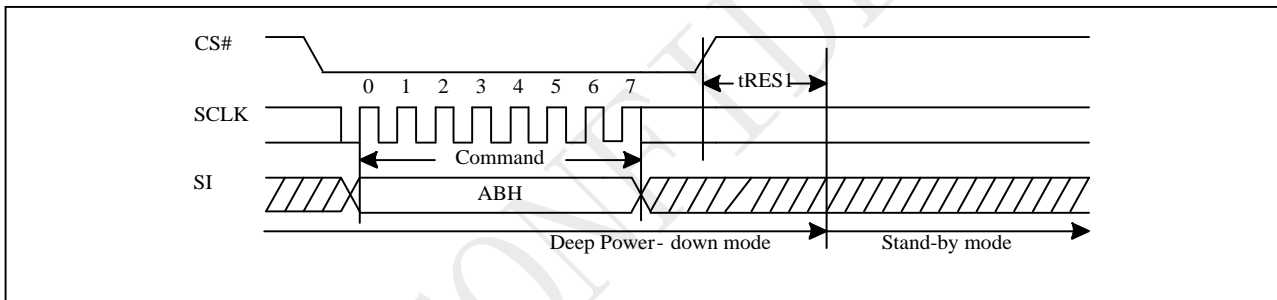 CS#
tRES1
0 1 2 3 4 5 6 7
SCLK
Command
SI
ABH
Deep Power- down mode Stand-by mode